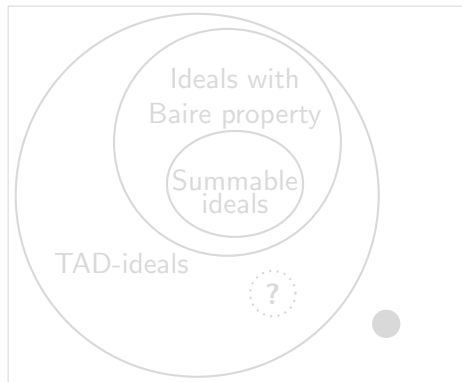 Ideals with
Baire property
Summable
ideals
TAD-ideals
?